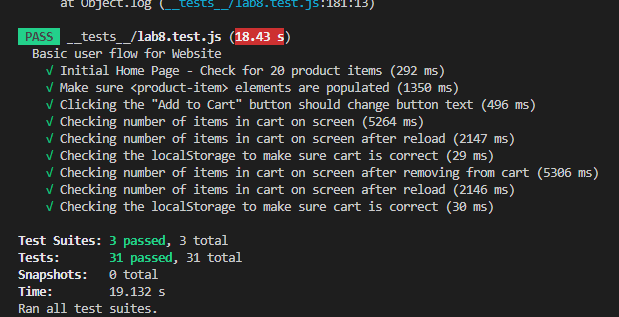 at Object.log (__tests__/lab8.test.js:181:13)
PASS __tests__/lab8.test.js (18.43 s)
Basic user flow for Website
√ Initial Home Page - Check for 20 product items (292 ms)
√ Make sure <product-item> elements are populated (1350 ms)
√ Clicking the "Add to Cart" button should change button text (496 ms)
√ Checking number of items in cart on screen (5264 ms)
√ Checking number of items in cart on screen after reload (2147 ms)
√ Checking the localStorage to make sure cart is correct (29 ms)
√ Checking number of items in cart on screen after removing from cart (5306 ms)
√ Checking number of items in cart on screen after reload (2146 ms)
√ Checking the localStorage to make sure cart is correct (30 ms)
Test Suites: 3 passed, 3 total
Tests: 31 passed, 31 total
Snapshots: 0 total
Time: 19.132 s
Ran all test suites.